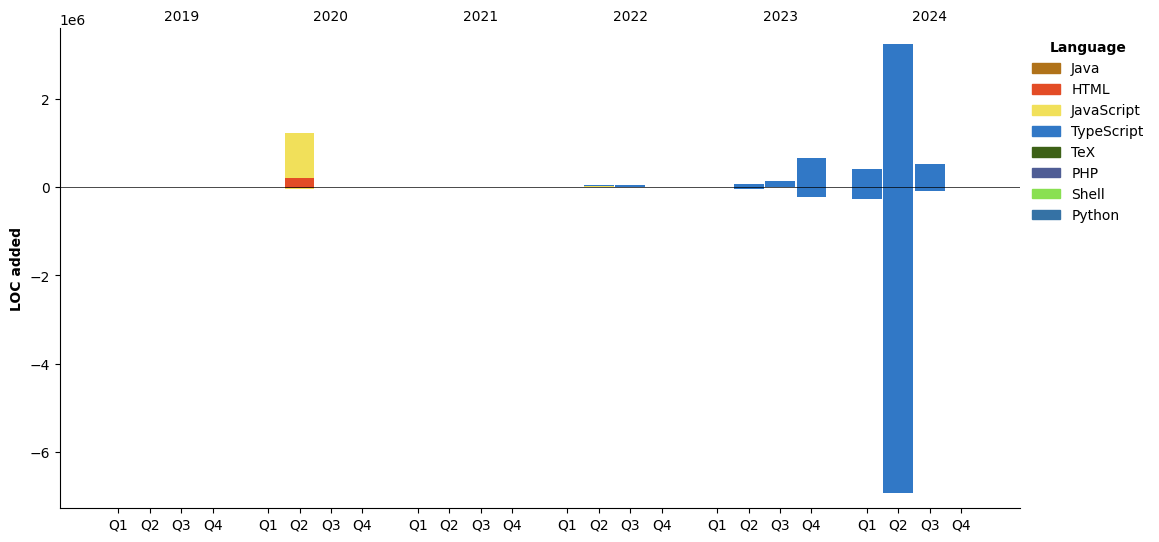 1e6
2019 2020 2021 2022 2023 2024
Language
Java
HTML
JavaScript
TypeScript
TeX
PHP
Shell
Python
LOC added
2
0
−2
−4
−6
Q1 Q2 Q3 Q4 Q1 Q2 Q3 Q4 Q1 Q2 Q3 Q4 Q1 Q2 Q3 Q4 Q1 Q2 Q3 Q4 Q1 Q2 Q3 Q4